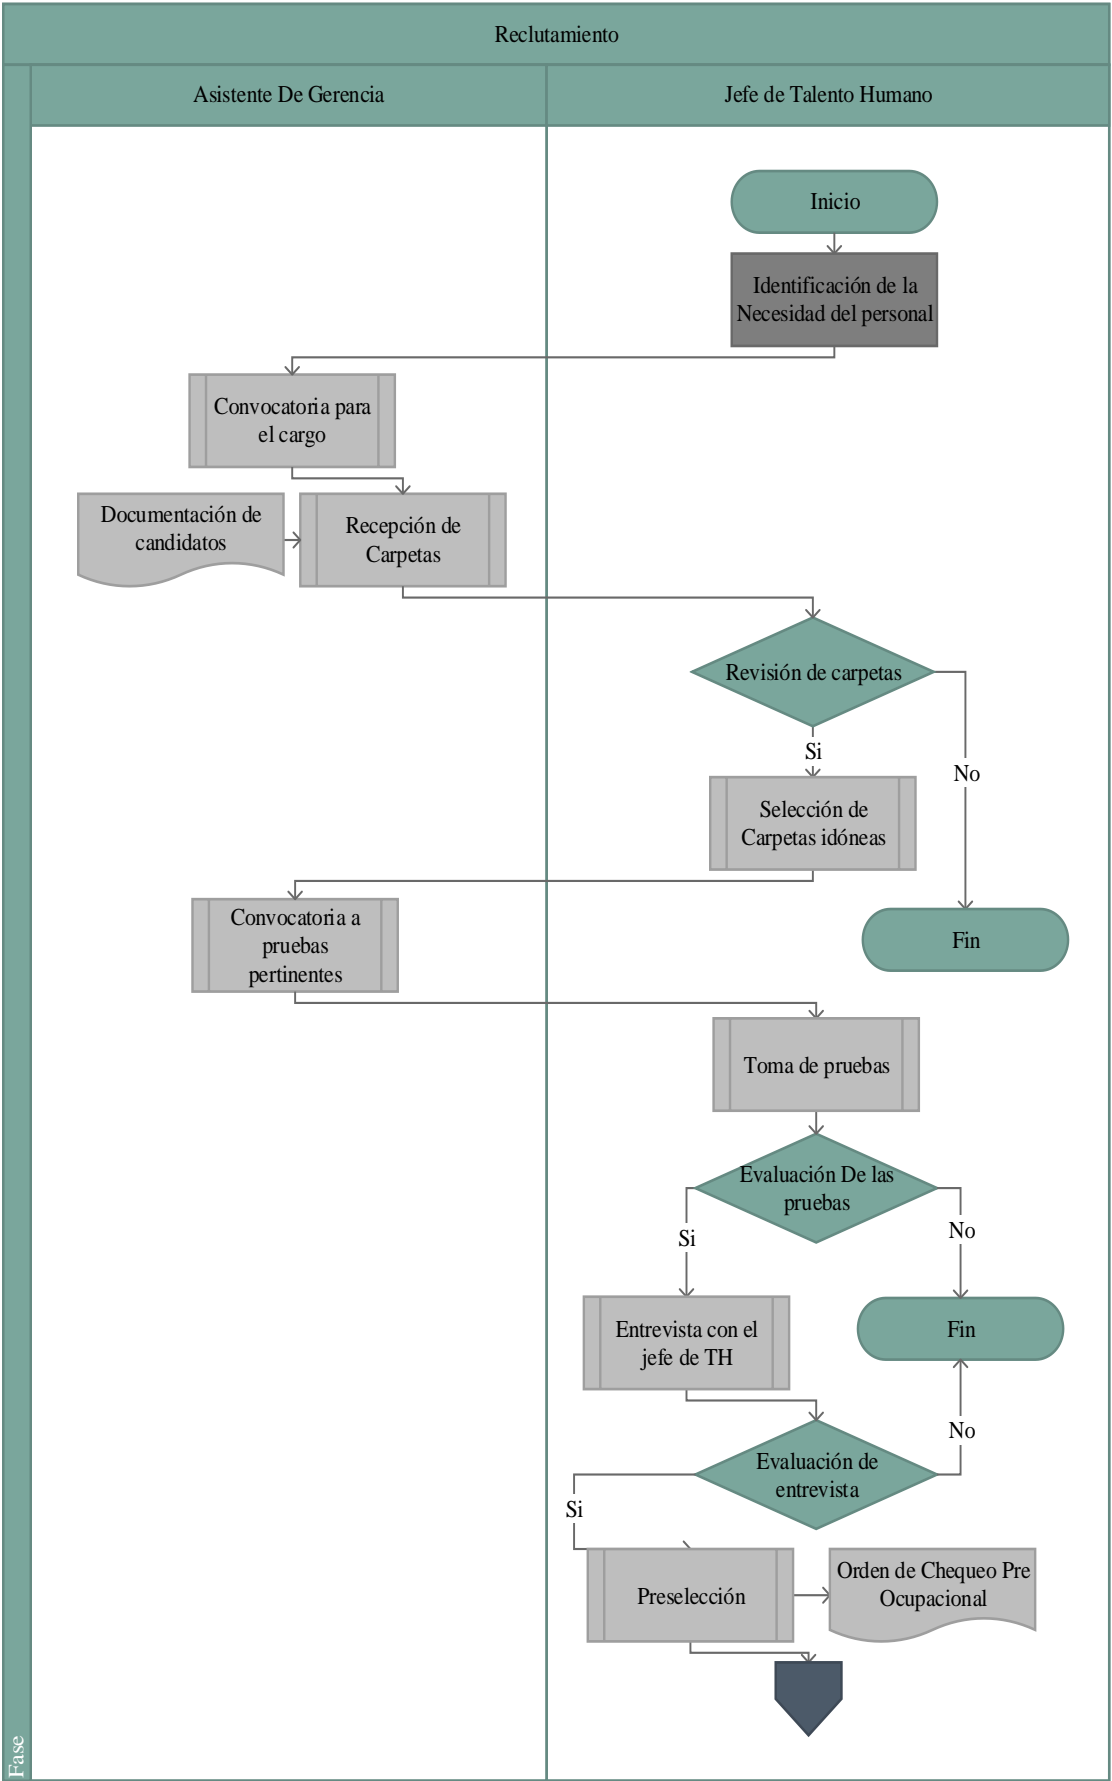 Reclutamiento
Asistente De Gerencia
Jefe de Talento Humano
Inicio
Identificación de la
Necesidad del personal
Convocatoria para
el cargo
Documentación de
candidatos
Recepción de
Carpetas
Revisión de carpetas
Si
No
Selección de
Carpetas idóneas
Convocatoria a
pruebas
pertinentes
Fin
Toma de pruebas
Evaluación De las
pruebas
Si
No
Entrevista con el
jefe de TH
Fin
No
Evaluación de
entrevista
Si
Preselección
Orden de Chequeo Pre
Ocupacional
Fase